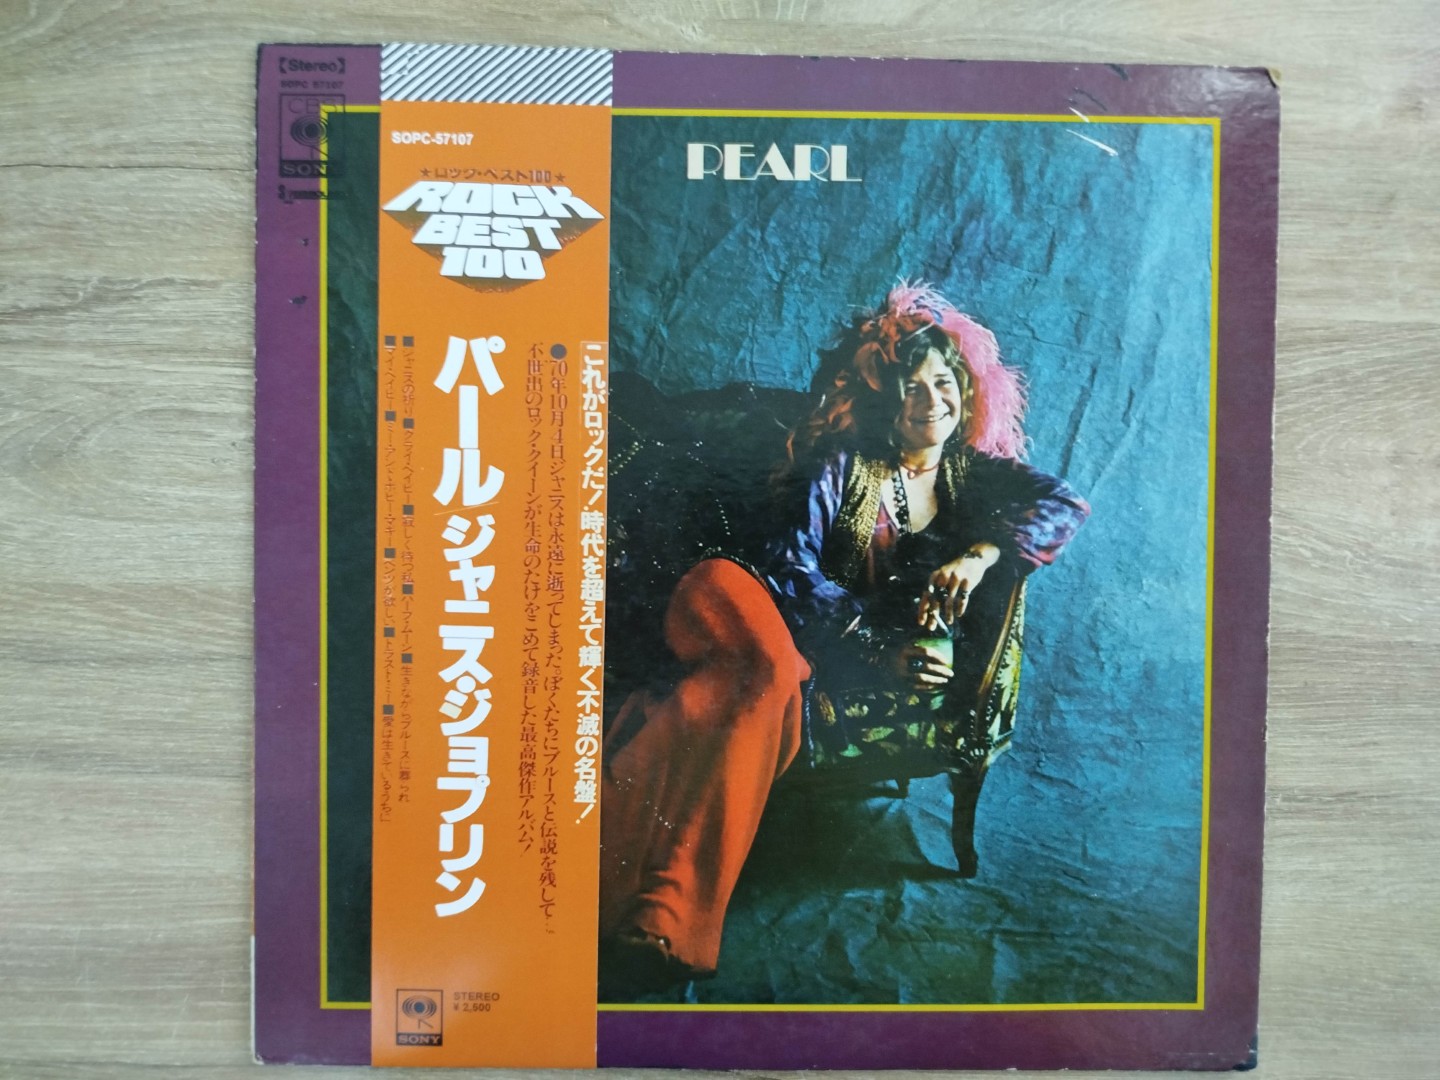 【Stereo】
SOPC 57107
CBS
SONY
SOPC-57107
★ロック・ベスト100★
ROCK
BEST
100
PEARL
これがロックだ!時代を超えて輝く不滅の名盤!
●'70年10月4日ジャニスは永遠に逝ってしまった。ぼくたちにブルースと伝説を残して…。
不世出のロック・クイーンが生命のたけをこめて録音した最高傑作アルバム!
パール/ジャニス・ジョプリン
■ジャニスの祈り■クライ・ベイビー■寂しく待つ私■ハーフ・ムーン■生きながらブルースに葬られ
■マイ・ベイビー■ミー・アンド・ボビー・マギー■ベンツが欲しい■トラスト・ミー■愛は生きているうちに
STEREO
¥2,500
SONY